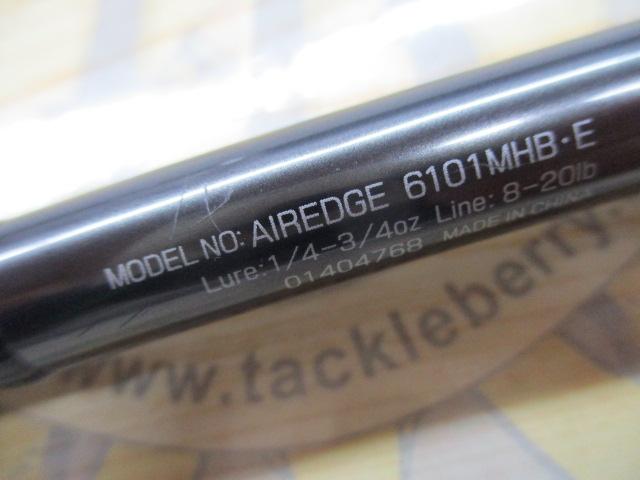 MODEL NO: AIREDGE 6101MHB·E
Lure: 1/4-3/4oz Line: 8-20lb
01404768 MADE IN CHINA
www.tackleberry.